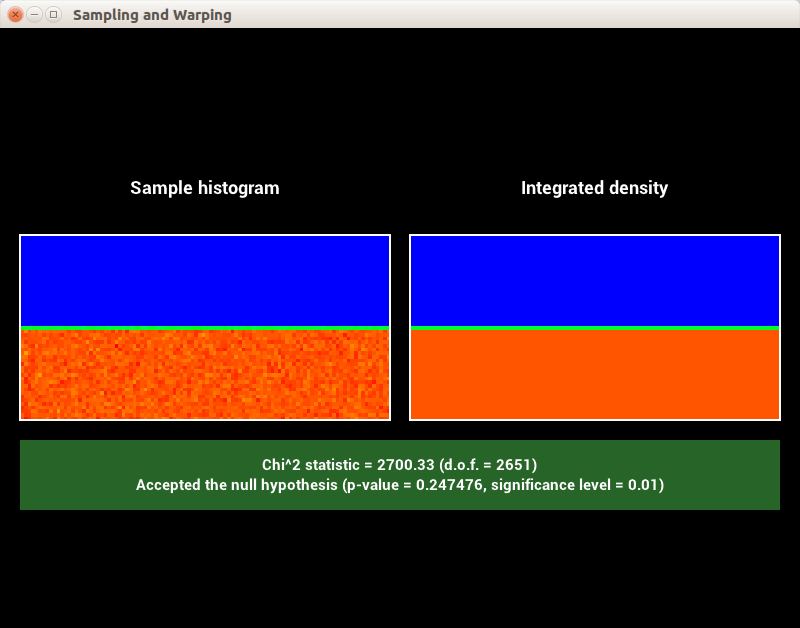 Sampling and Warping
Sample histogram
Integrated density
Chi^2 statistic = 2700.33 (d.o.f. = 2651)
Accepted the null hypothesis (p-value = 0.247476, significance level = 0.01)